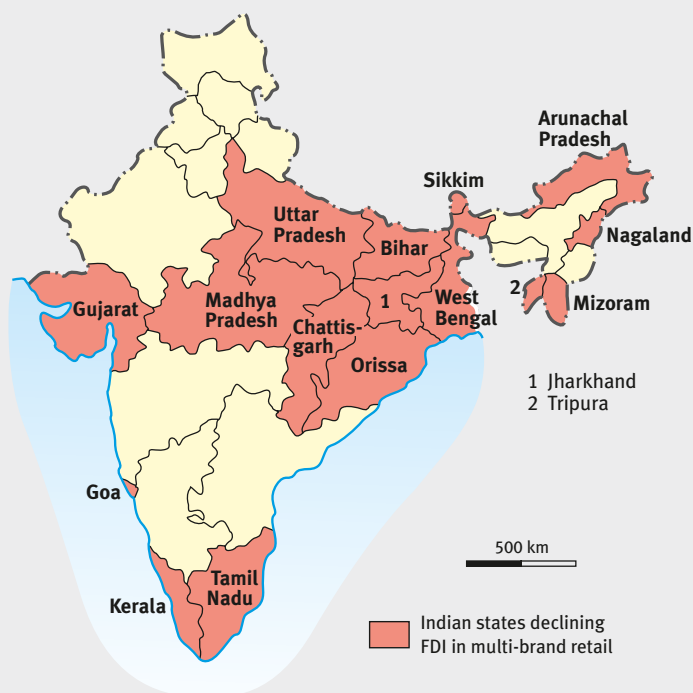 Arunachal
Pradesh
Sikkim
Uttar
Pradesh
Bihar
Nagaland
2
Gujarat
Madhya
Pradesh
1
West
Bengal
Mizoram
Chattis-
garh
Orissa
1 Jharkhand
2 Tripura
Goa
500 km
Tamil
Nadu
Kerala
Indian states declining
FDI in multi-brand retail